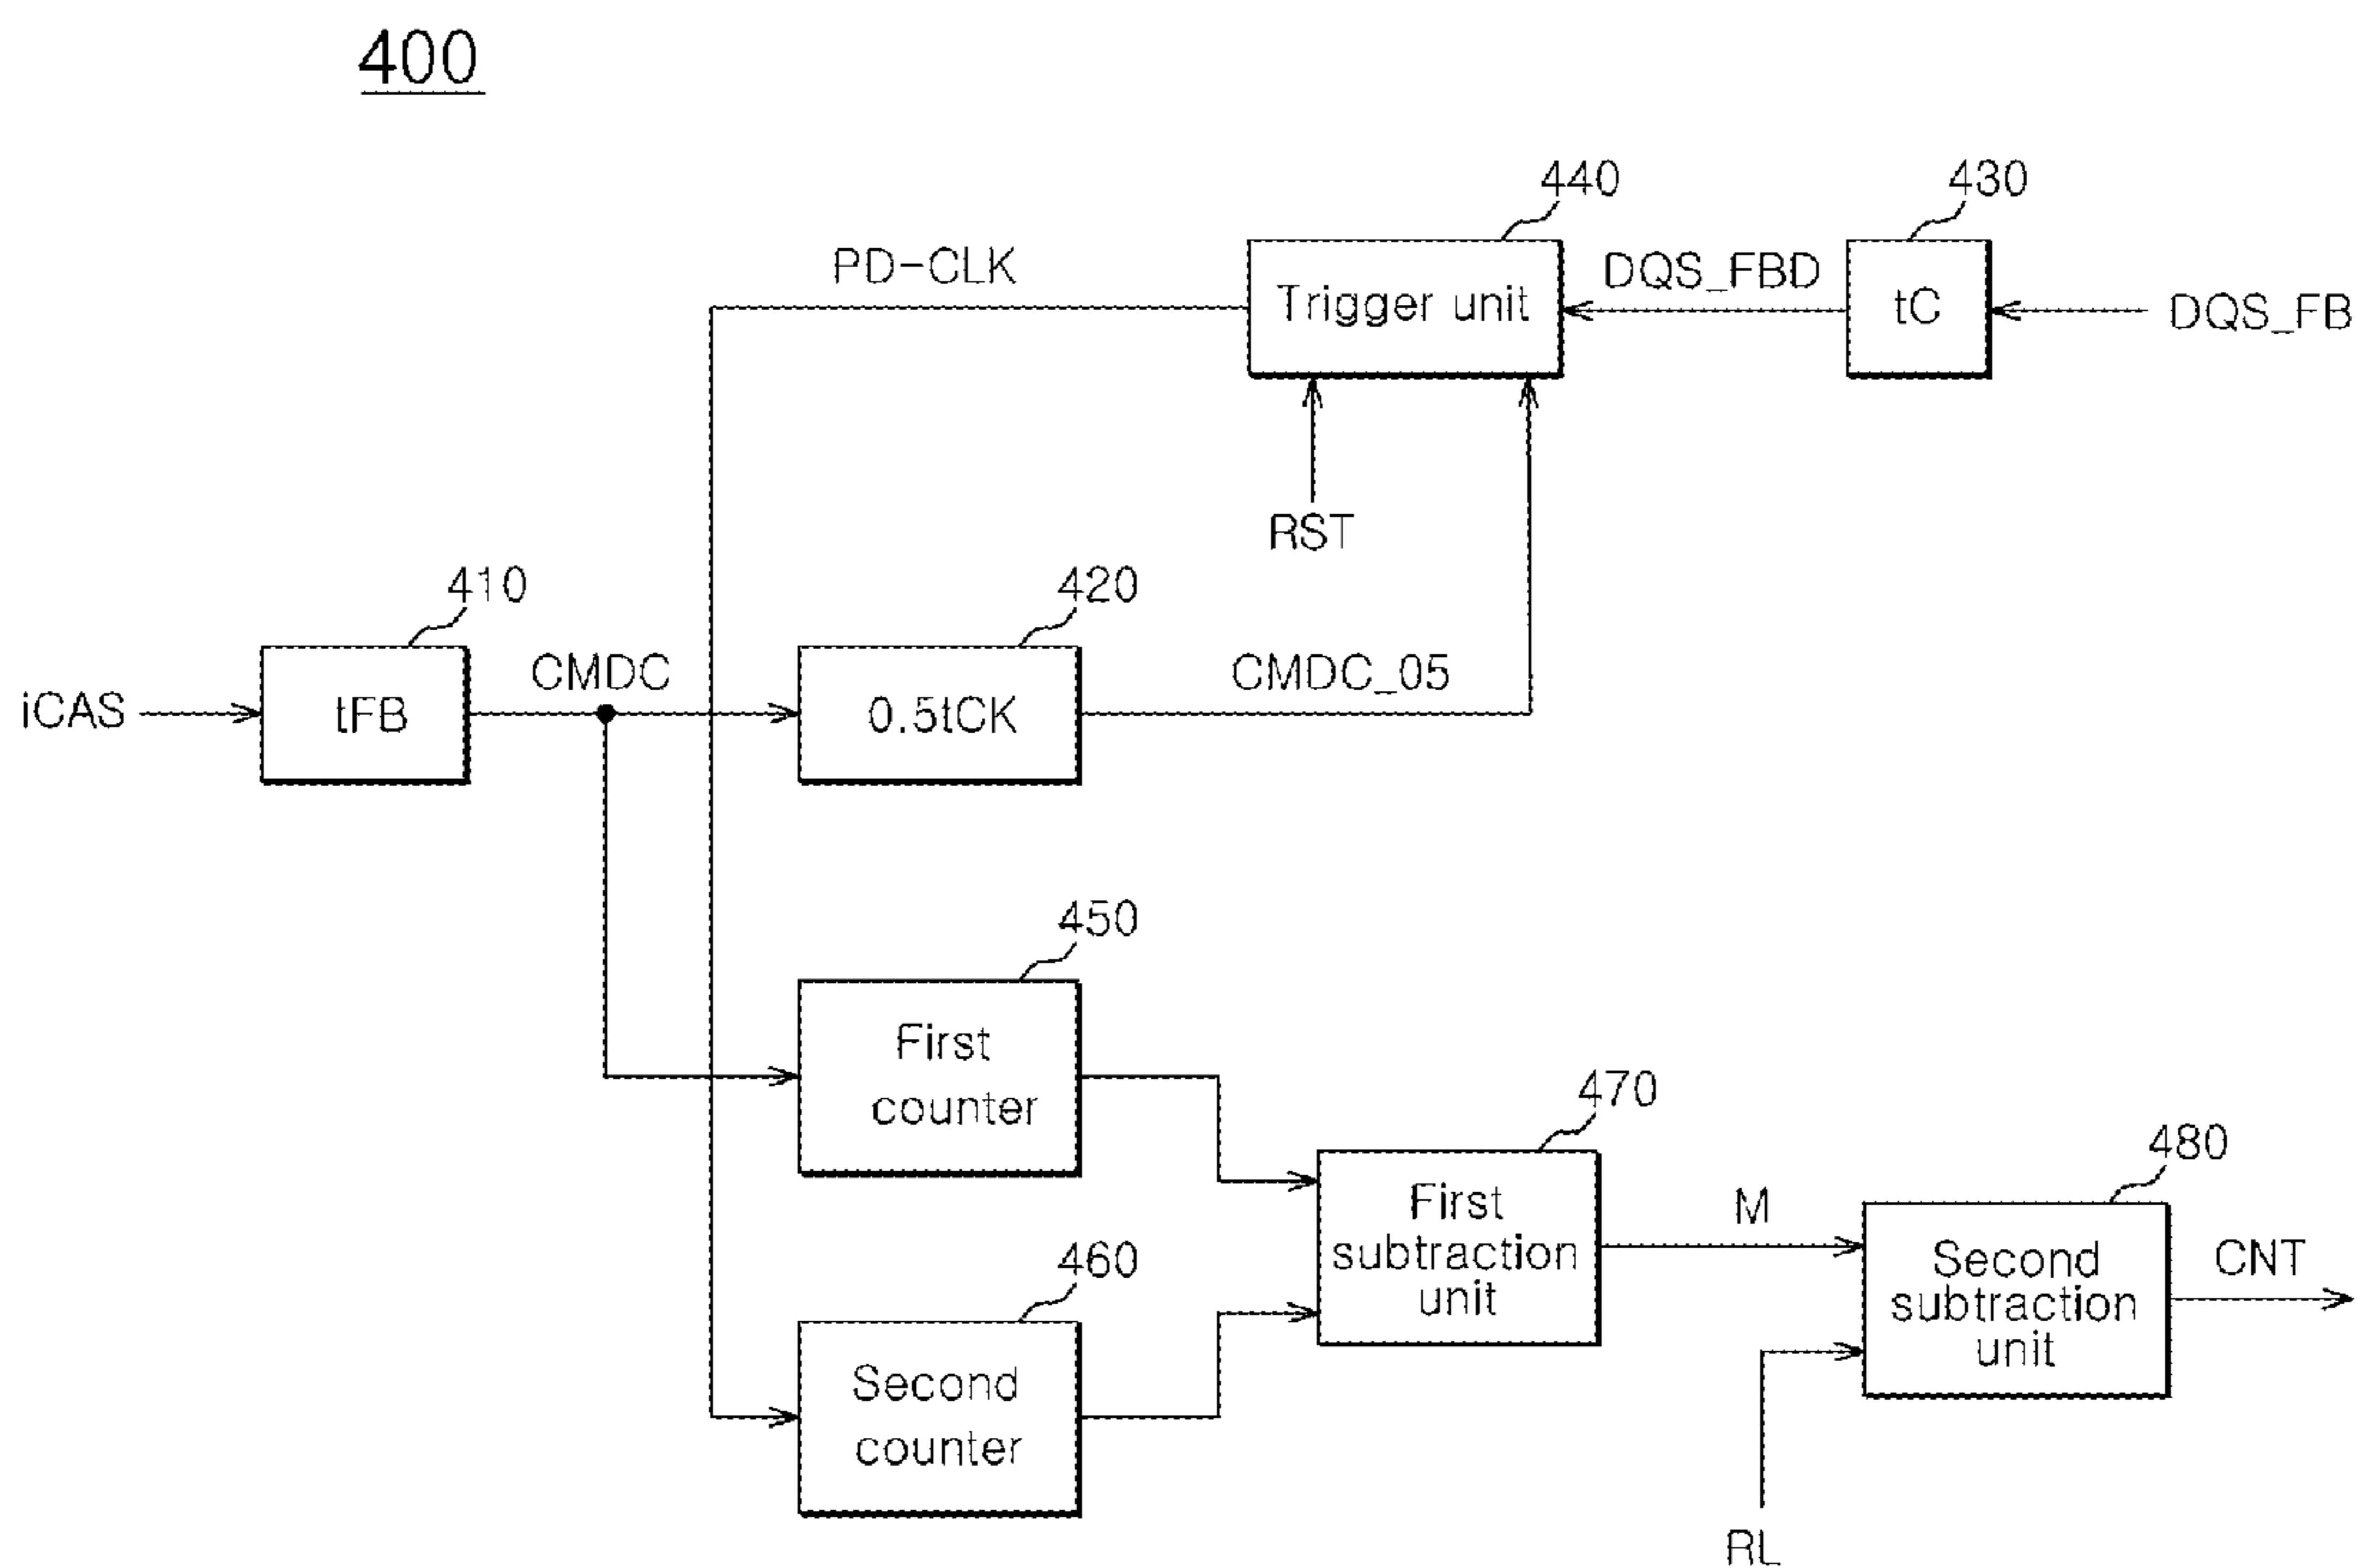 400
440
430
PD-CLK
Trigger unit
DQS_FBD
tC
DQS_FB
RST
410
420
iCAS
tFB
CMDC
0.5tCK
CMDC_05
450
First
counter
470
480
460
First
subtraction
unit
M
Second
subtraction
unit
CNT
Second
counter
RL